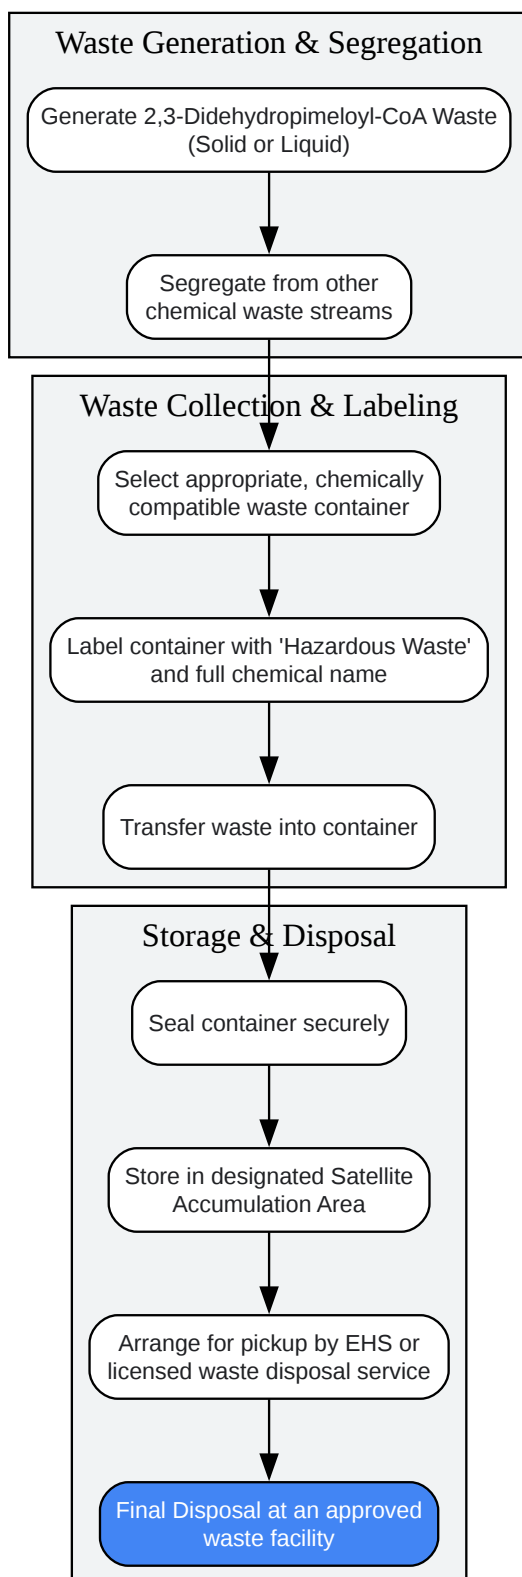 Waste Generation & Segregation
Generate 2,3-Didehydropimeloyl-CoA Waste
(Solid or Liquid)
Segregate from other
chemical waste streams
Waste Collection & Labeling
Select appropriate, chemically
compatible waste container
Label container with 'Hazardous Waste'
and full chemical name
Transfer waste into container
Storage & Disposal
Seal container securely
Store in designated Satellite
Accumulation Area
Arrange for pickup by EHS or
licensed waste disposal service
Final Disposal at an approved
waste facility